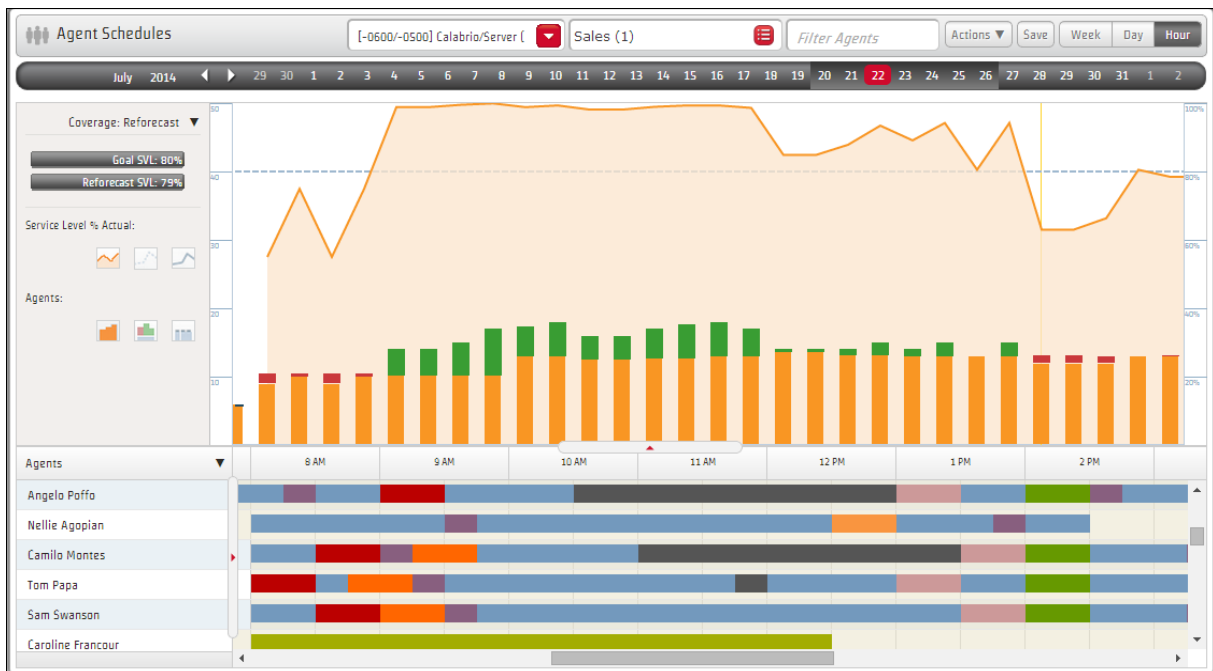 Agent Schedules [-0600/-0500] Calabrio/Server ( Sales (1) Filter Agents Actions ▼ Save Week Day Hour
July 2014 29 30 1 2 3 4 5 6 7 8 9 10 11 12 13 14 15 16 17 18 19 20 21 22 23 24 25 26 27 28 29 30 31 1 2
Coverage: Reforecast ▼
Goal SVL: 80%
Reforecast SVL: 79%
Service Level % Actual:
Agents:
50 100%
40 80%
30 60%
20 40%
10 20%
Agents ▼ 8 AM 9 AM 10 AM 11 AM 12 PM 1 PM 2 PM
Angelo Poffo
Nellie Agopian
Camilo Montes
Tom Papa
Sam Swanson
Caroline Francour